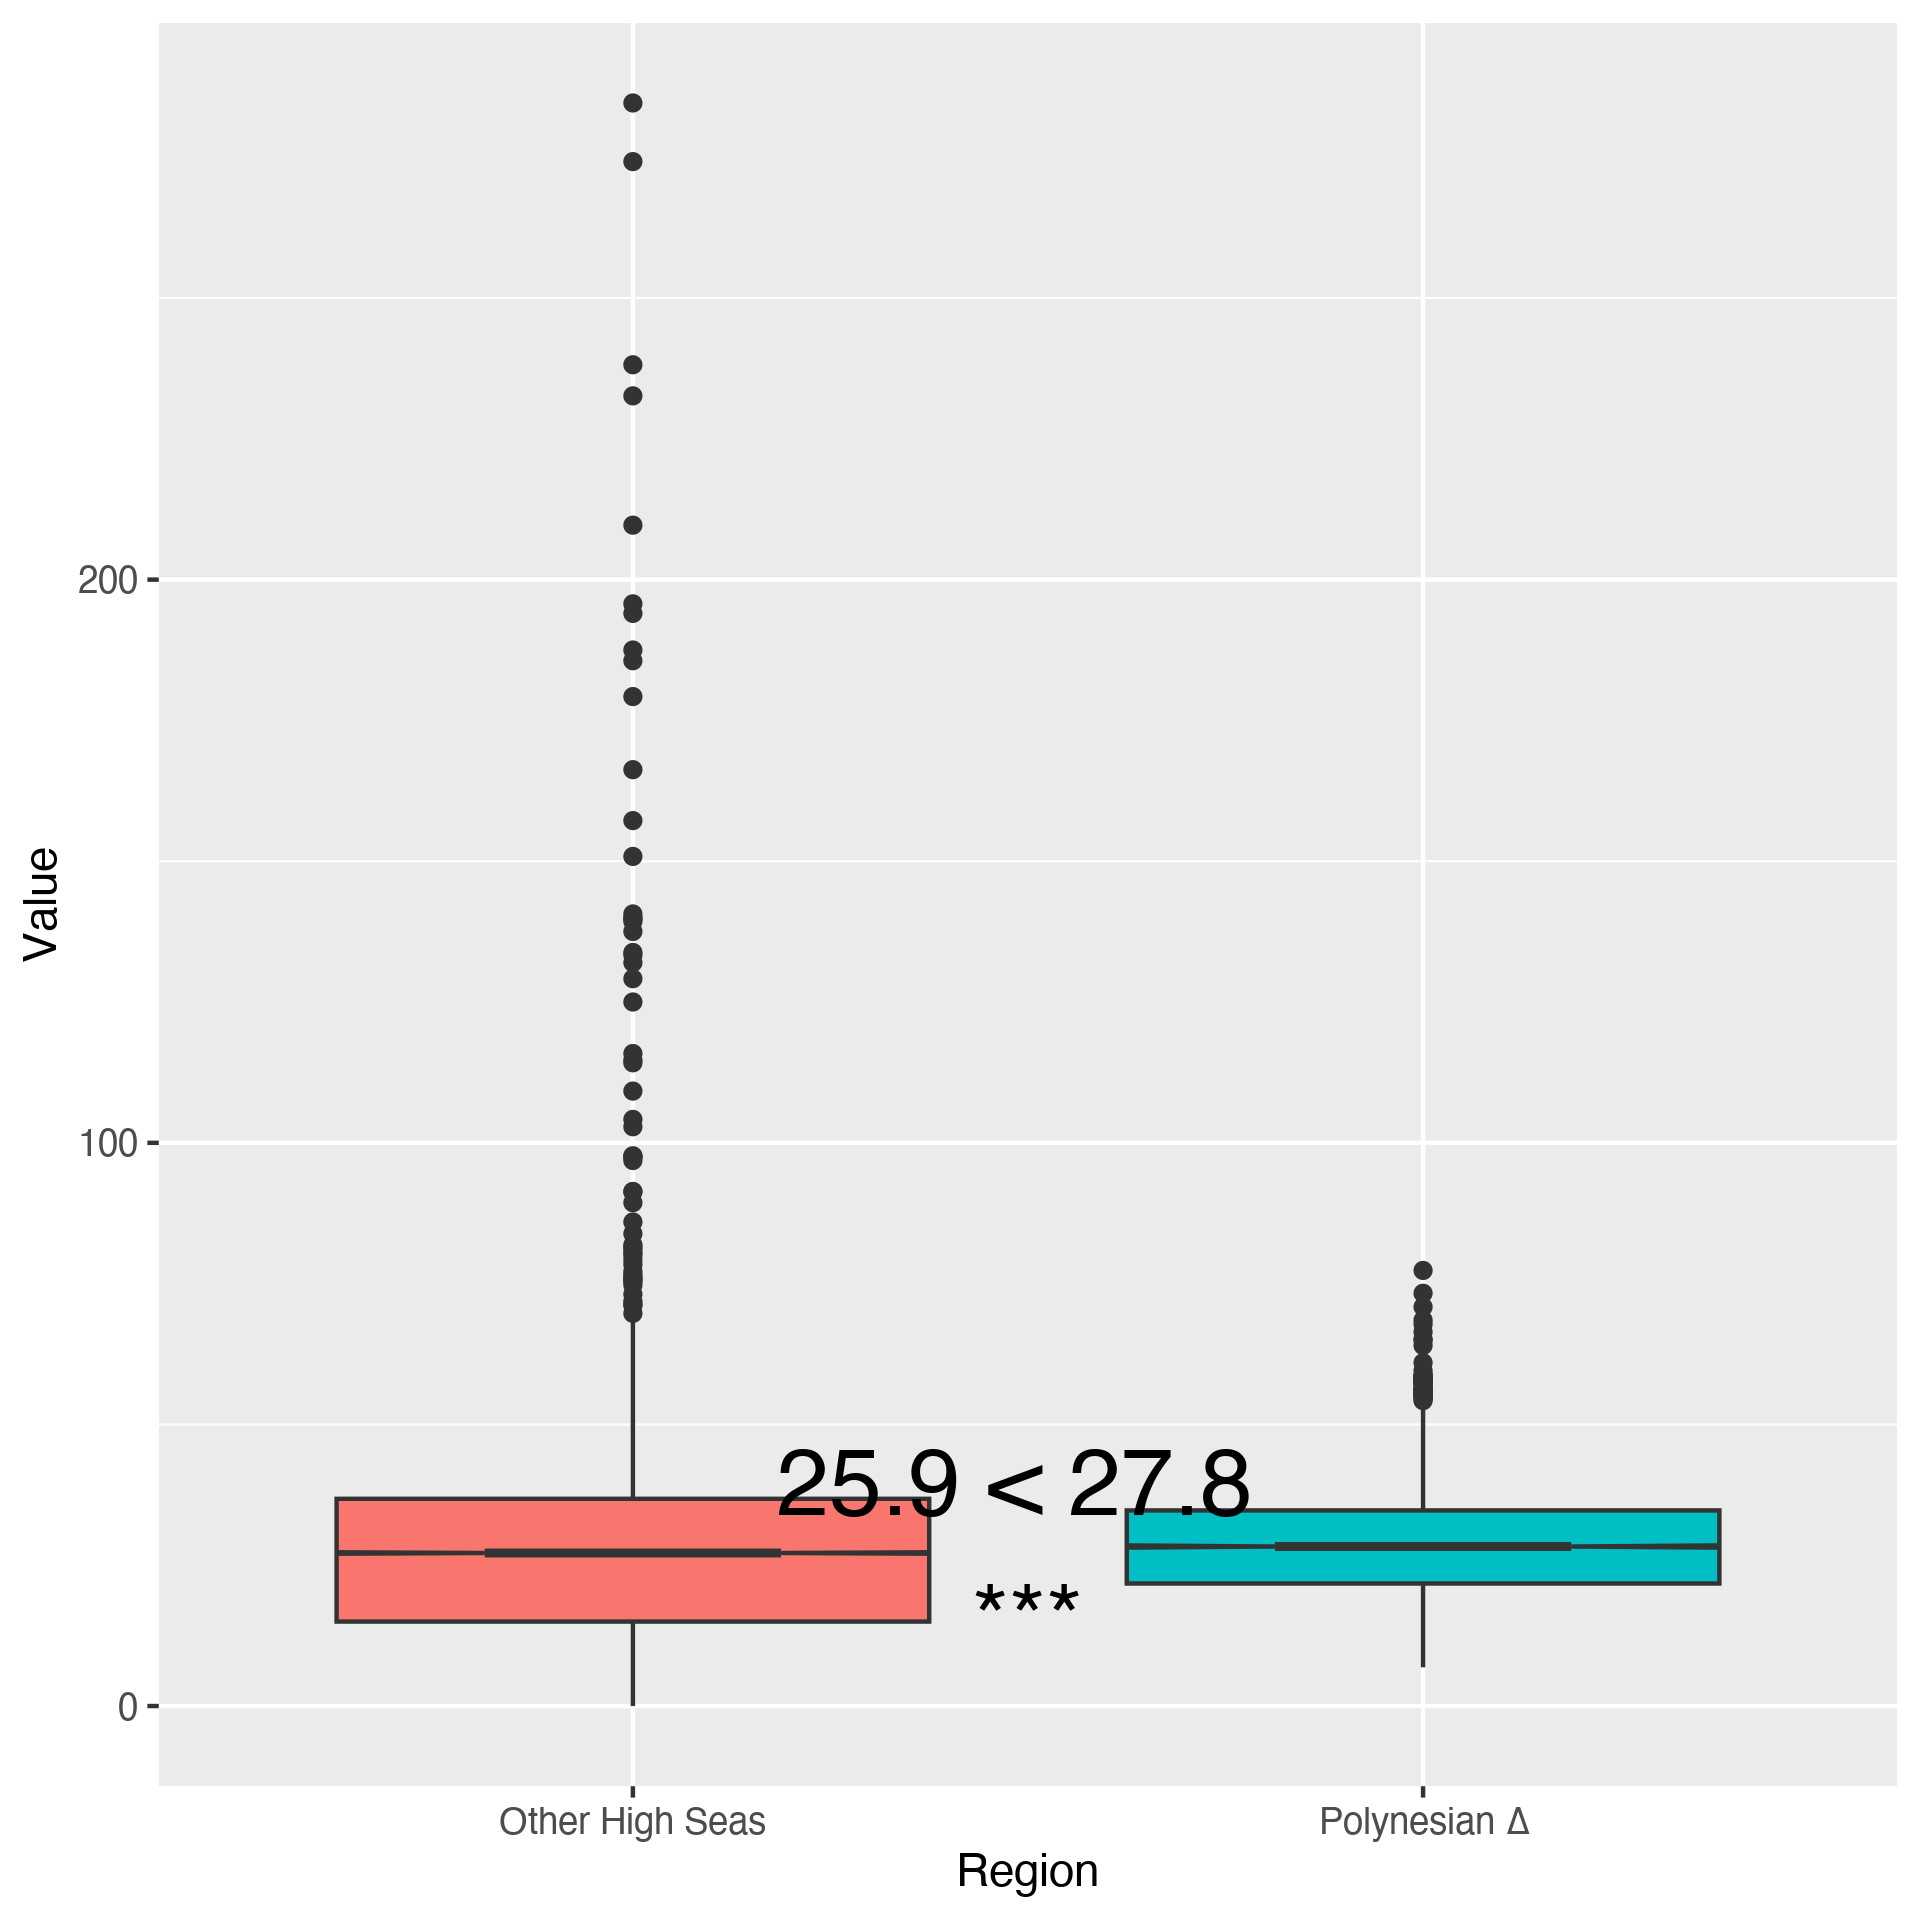 Value
200
100
0
25.9 < 27.8
***
Other High Seas
Polynesian Δ
Region